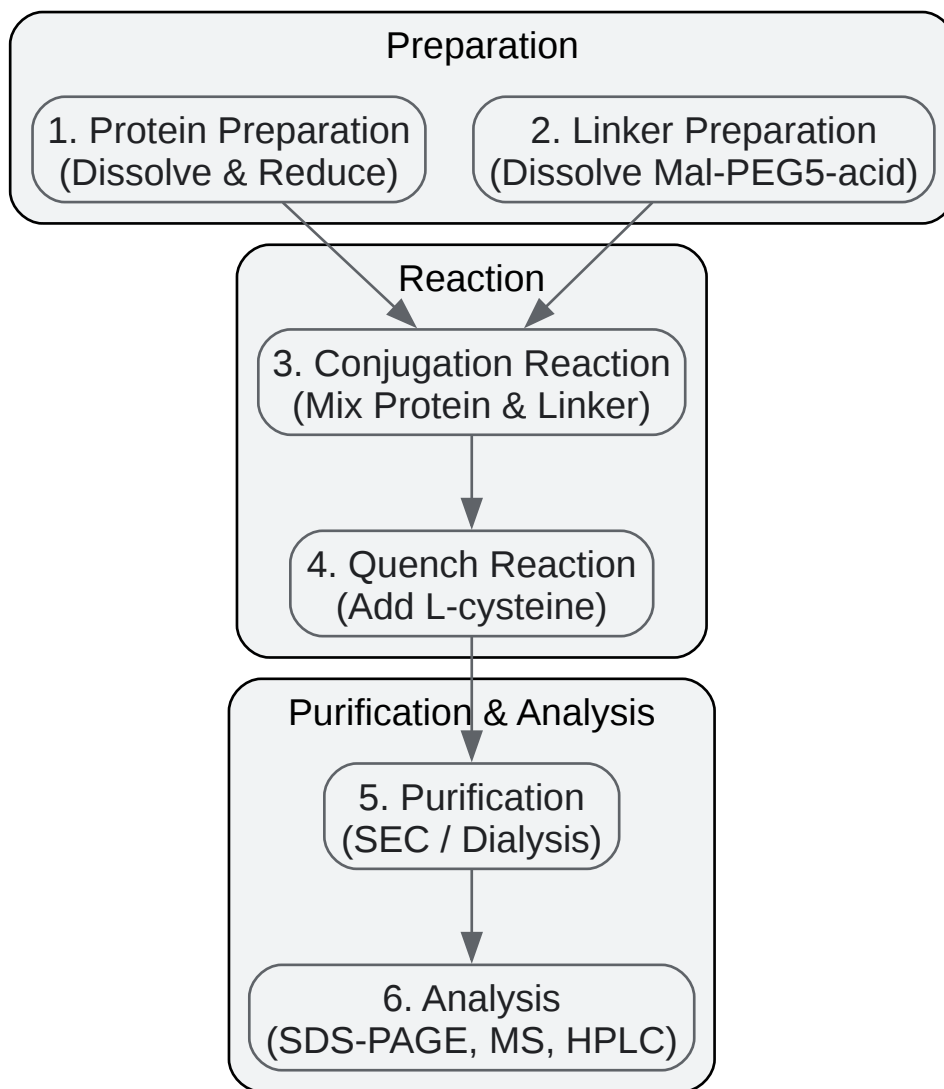 Preparation
1. Protein Preparation
(Dissolve & Reduce)
2. Linker Preparation
(Dissolve Mal-PEG5-acid)
Reaction
3. Conjugation Reaction
(Mix Protein & Linker)
4. Quench Reaction
(Add L-cysteine)
Purification & Analysis
5. Purification
(SEC / Dialysis)
6. Analysis
(SDS-PAGE, MS, HPLC)